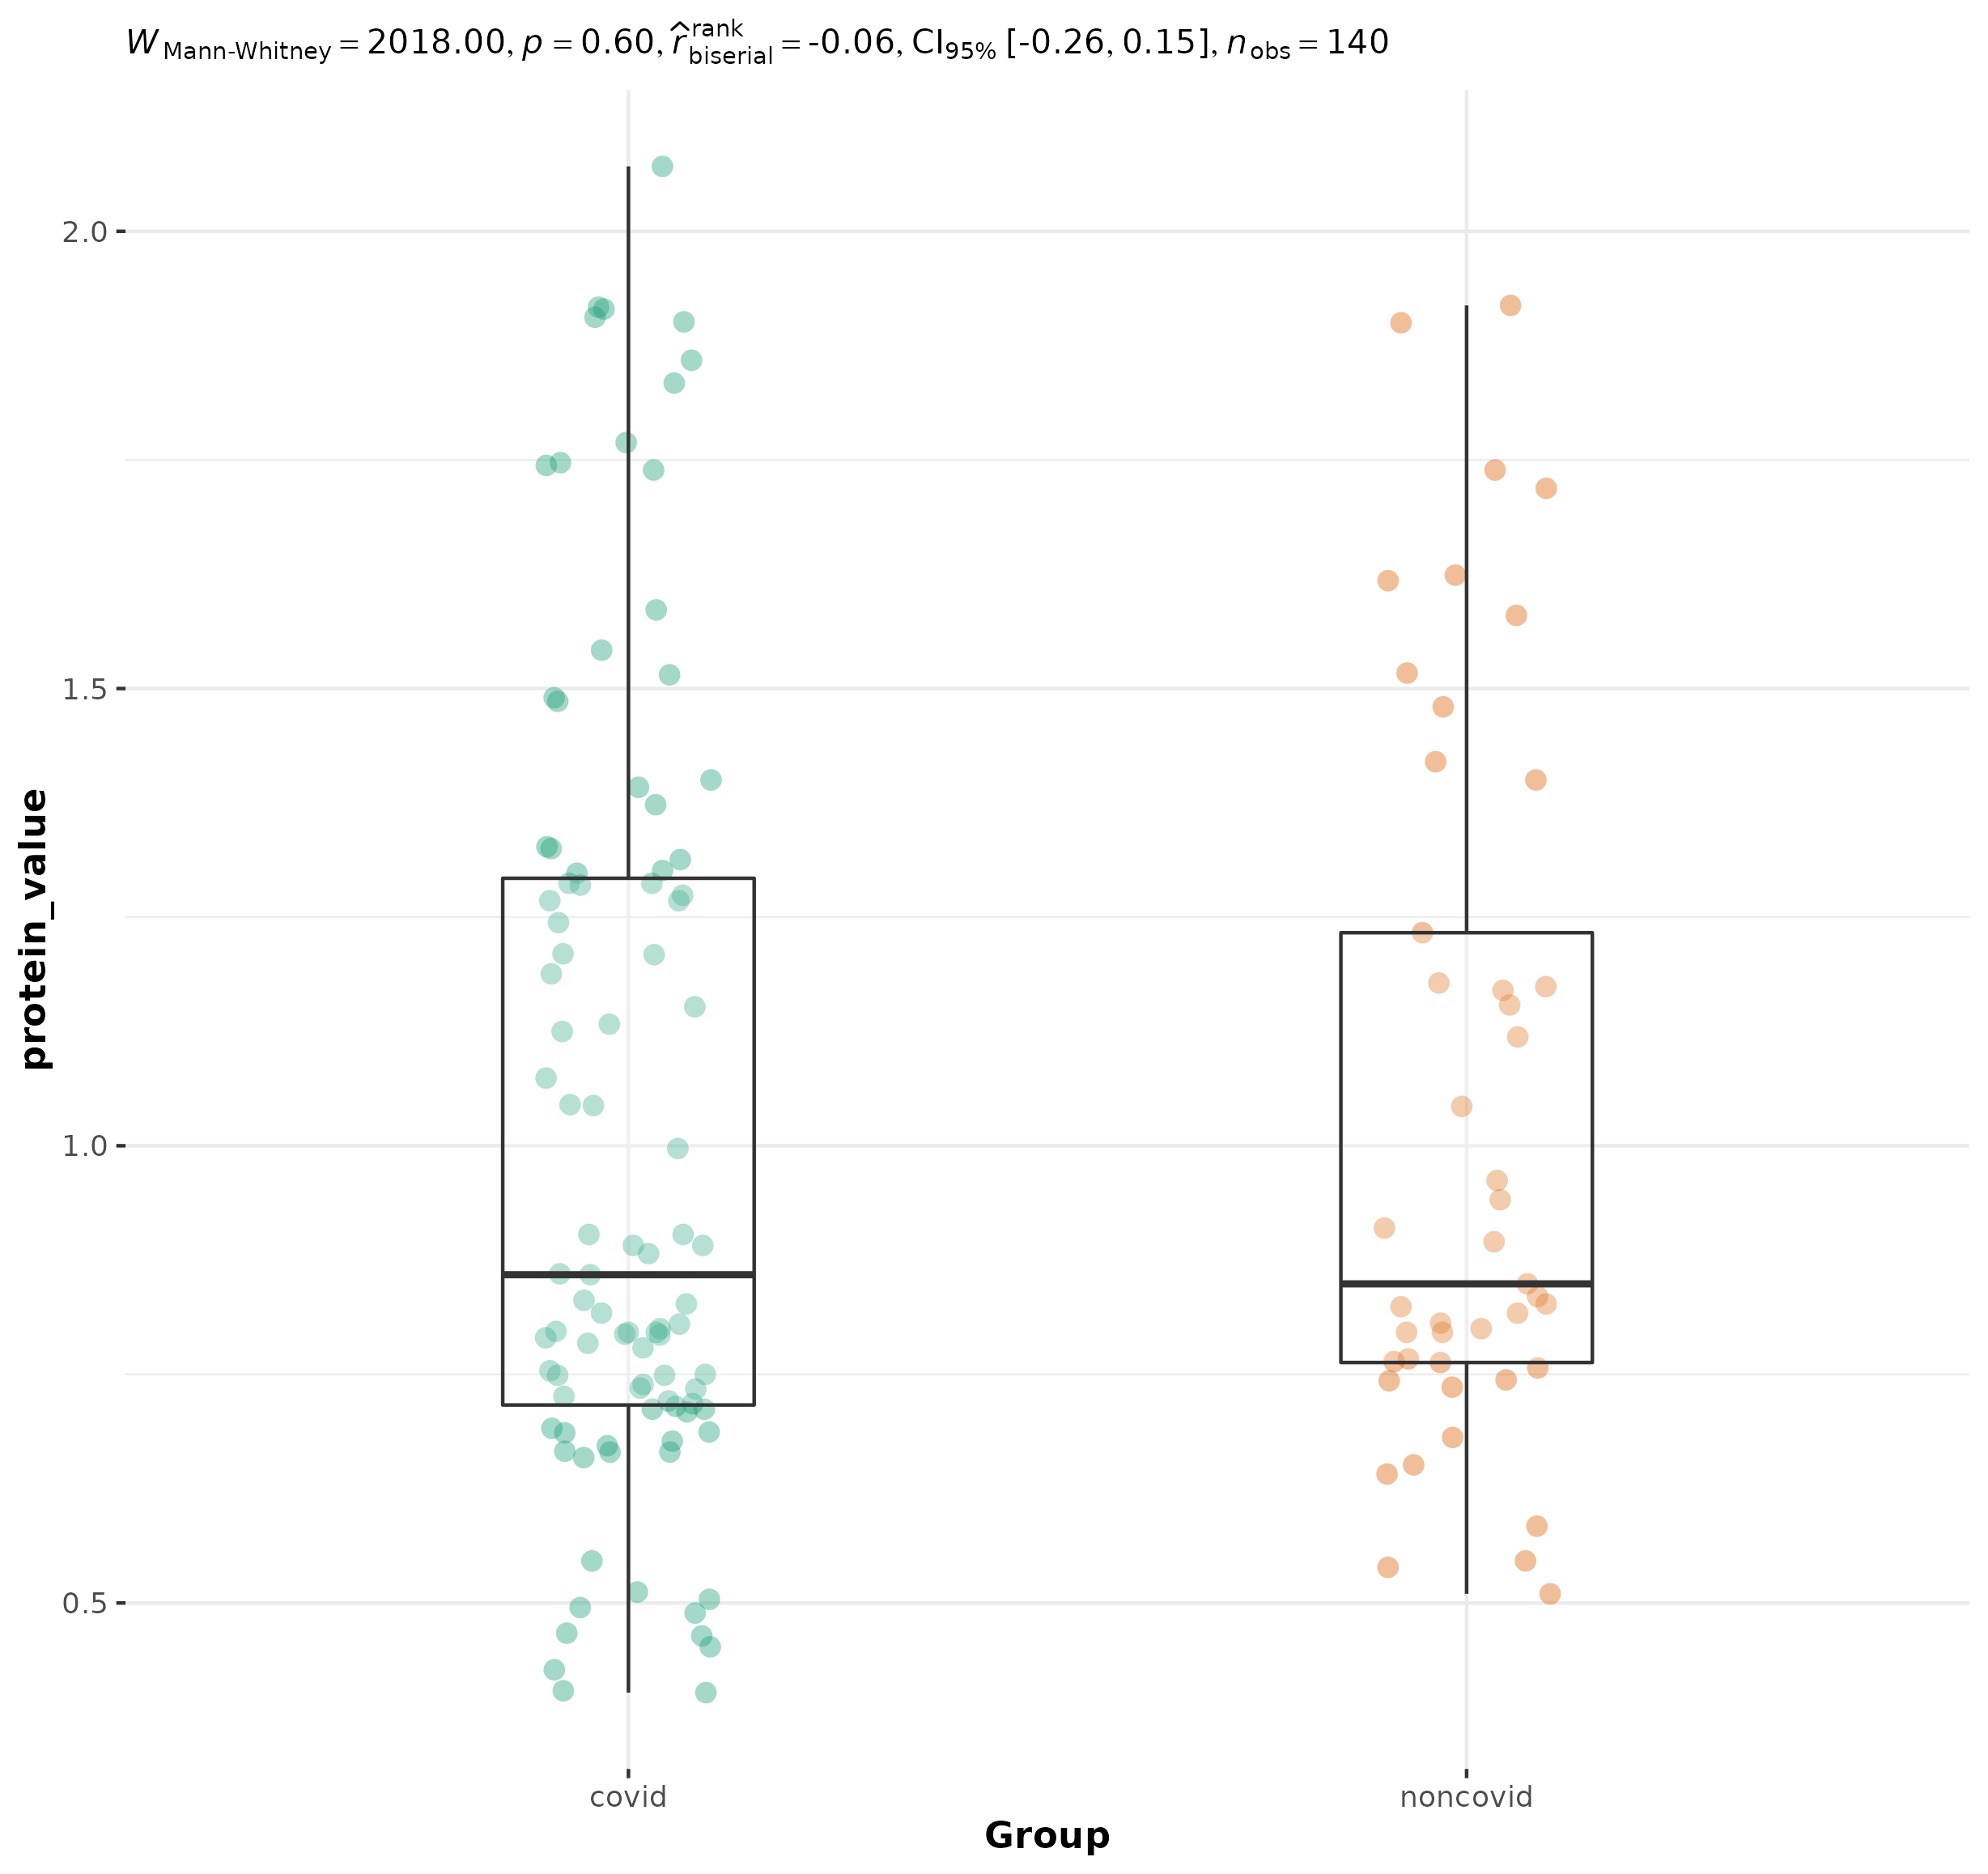 W Mann-Whitney = 2018.00, p = 0.60, r̂ rank biserial = -0.06, CI95% [-0.26, 0.15], n obs = 140
2.0
1.5
1.0
0.5
protein_value
covid noncovid
Group